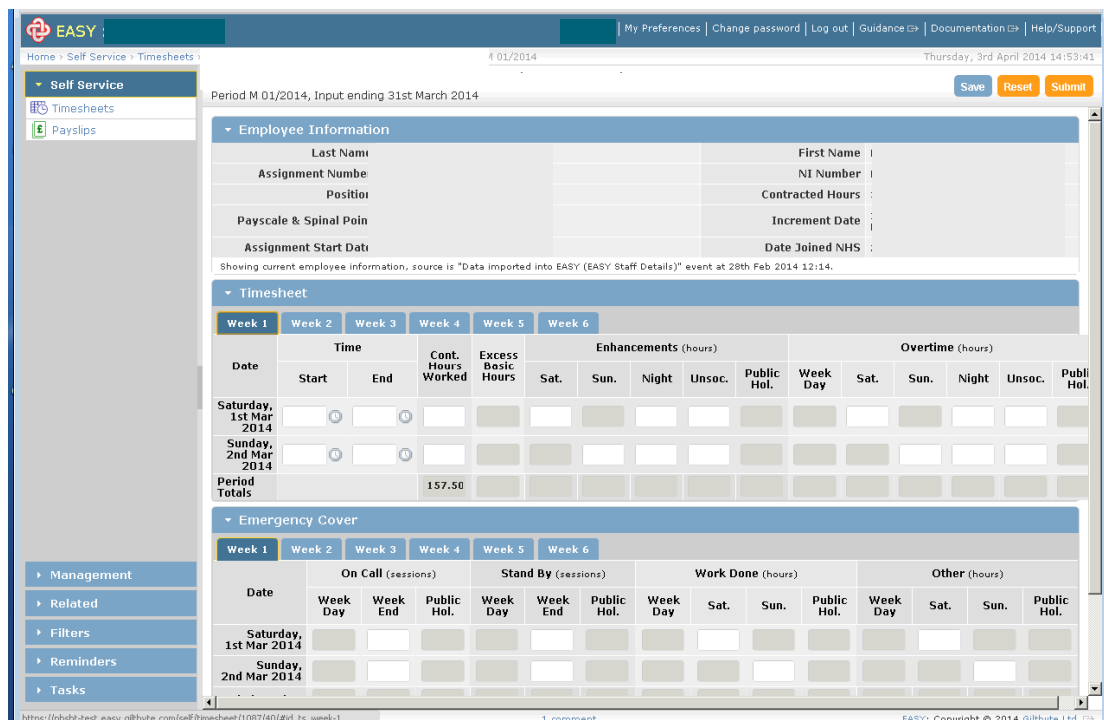 EASY :
My Preferences | Change password | Log out | Guidance | Documentation | Help/Support
Home › Self Service › Timesheets › M 01/2014 Thursday, 3rd April 2014 14:53:41
Self Service
Timesheets
Payslips
Period M 01/2014, Input ending 31st March 2014
Save Reset Submit
Employee Information
Last Name First Name
Assignment Number NI Number
Position Contracted Hours
Payscale & Spinal Poin Increment Date
Assignment Start Date Date Joined NHS
Showing current employee information, source is "Data imported into EASY (EASY Staff Details)" event at 28th Feb 2014 12:14.
Timesheet
Week 1 Week 2 Week 3 Week 4 Week 5 Week 6
Date Time Cont. Hours Worked Excess Basic Hours Enhancements (hours) Overtime (hours)
Start End Sat. Sun. Night Unsoc. Public Hol. Week Day Sat. Sun. Night Unsoc. Publi Hol.
Saturday, 1st Mar 2014
Sunday, 2nd Mar 2014
Period Totals 157.50
Emergency Cover
Week 1 Week 2 Week 3 Week 4 Week 5 Week 6
Date On Call (sessions) Stand By (sessions) Work Done (hours) Other (hours)
Week Day Week End Public Hol. Week Day Week End Public Hol. Week Day Sat. Sun. Public Hol. Week Day Sat. Sun. Public Hol.
Saturday, 1st Mar 2014
Sunday, 2nd Mar 2014
Management
Related
Filters
Reminders
Tasks
1 comment
EASY: Copyright © 2014 Gilthyte Ltd